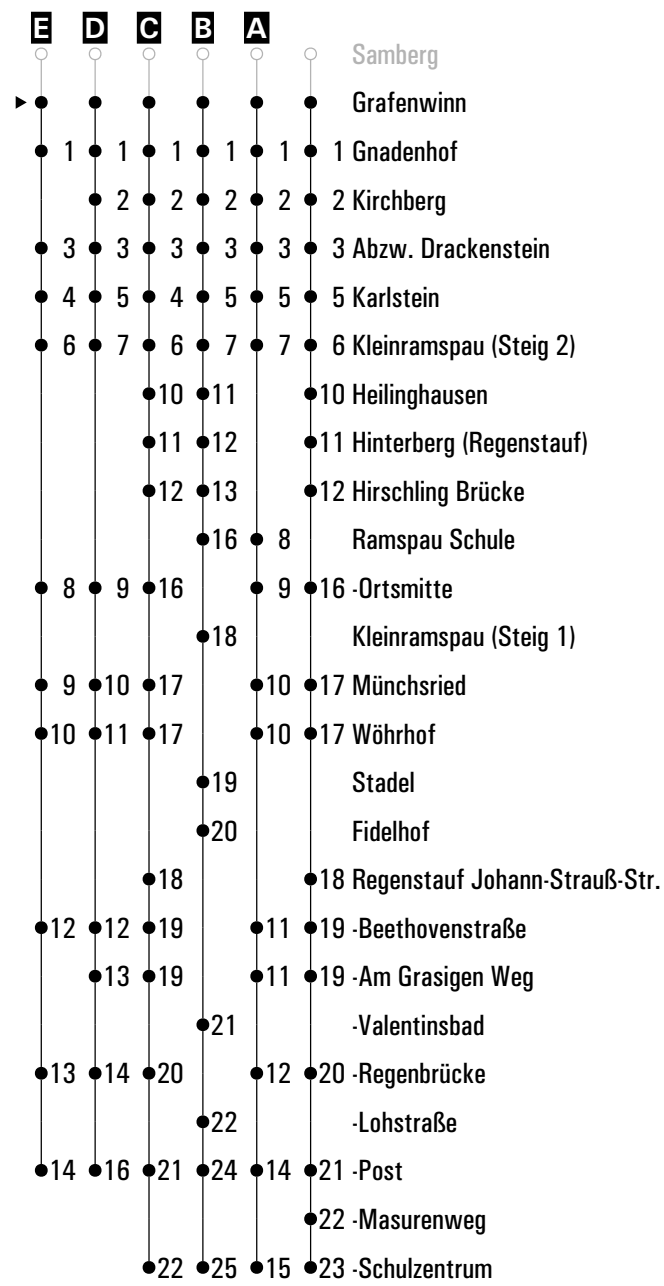 E D C B A
Samberg
Grafenwinn
1 1 1 1 1 1 Gnadenhof
2 2 2 2 2 Kirchberg
3 3 3 3 3 3 Abzw. Drackenstein
4 5 4 5 5 5 Karlstein
6 7 6 7 7 6 Kleinramspau (Steig 2)
10 11 10 Heilinghausen
11 12 11 Hinterberg (Regenstauf)
12 13 12 Hirschling Brücke
16 8 Ramspau Schule
8 9 16 9 16 -Ortsmitte
18 Kleinramspau (Steig 1)
9 10 17 10 17 Münchsried
10 11 17 10 17 Wöhrhof
19 Stadel
20 Fidelhof
18 18 Regenstauf Johann-Strauß-Str.
12 12 19 11 19 -Beethovenstraße
13 19 11 19 -Am Grasigen Weg
21 -Valentinsbad
13 14 20 12 20 -Regenbrücke
22 -Lohstraße
14 16 21 24 14 21 -Post
22 -Masurenweg
22 25 15 23 -Schulzentrum